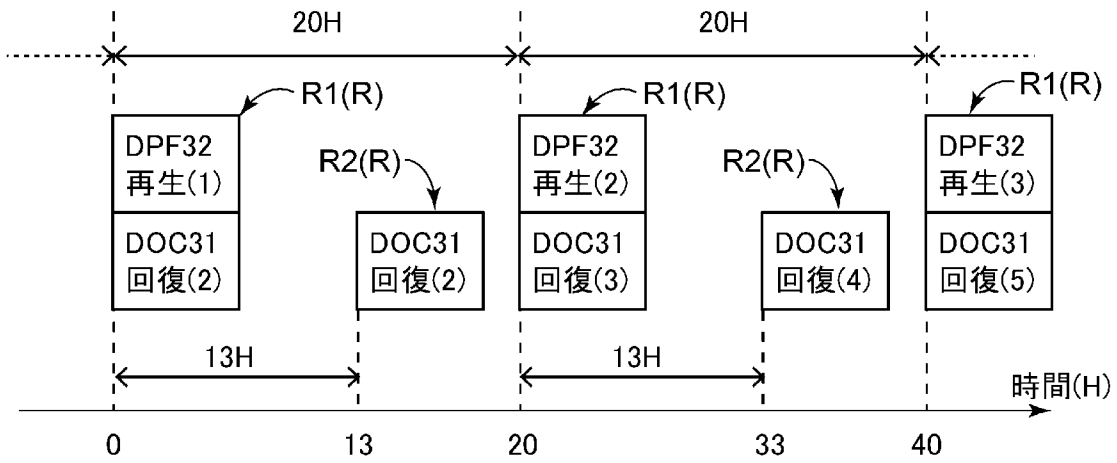 20H
20H
R1(R)
R1(R)
R1(R)
DPF32
再生(1)
R2(R)
DPF32
再生(2)
R2(R)
DPF32
再生(3)
DOC31
回復(2)
DOC31
回復(2)
DOC31
回復(3)
DOC31
回復(4)
DOC31
回復(5)
13H
13H
時間(H)
0
13
20
33
40